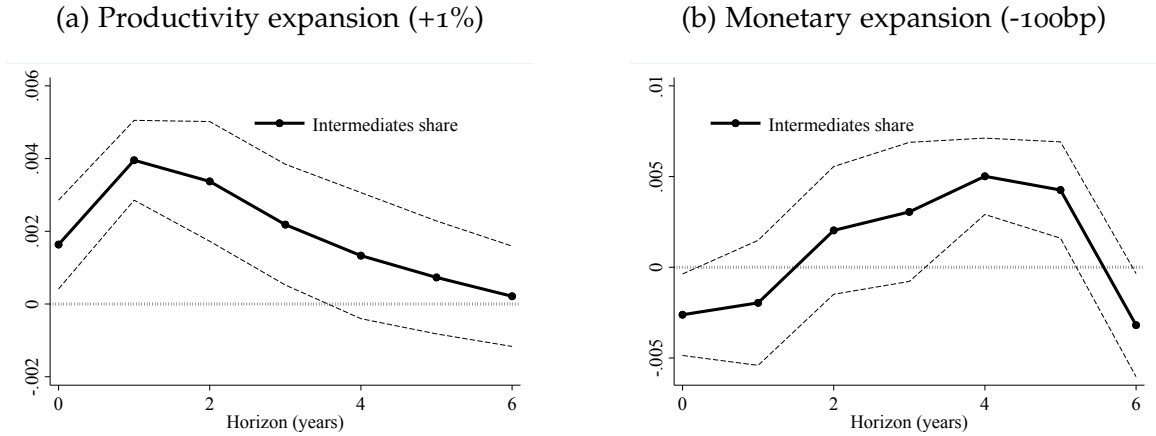 (a) Productivity expansion (+1%)
.006
.004
.002
0
-.002
Intermediates share
0 2 4 6
Horizon (years)
(b) Monetary expansion (-100bp)
.01
.005
0
-.005
Intermediates share
0 2 4 6
Horizon (years)